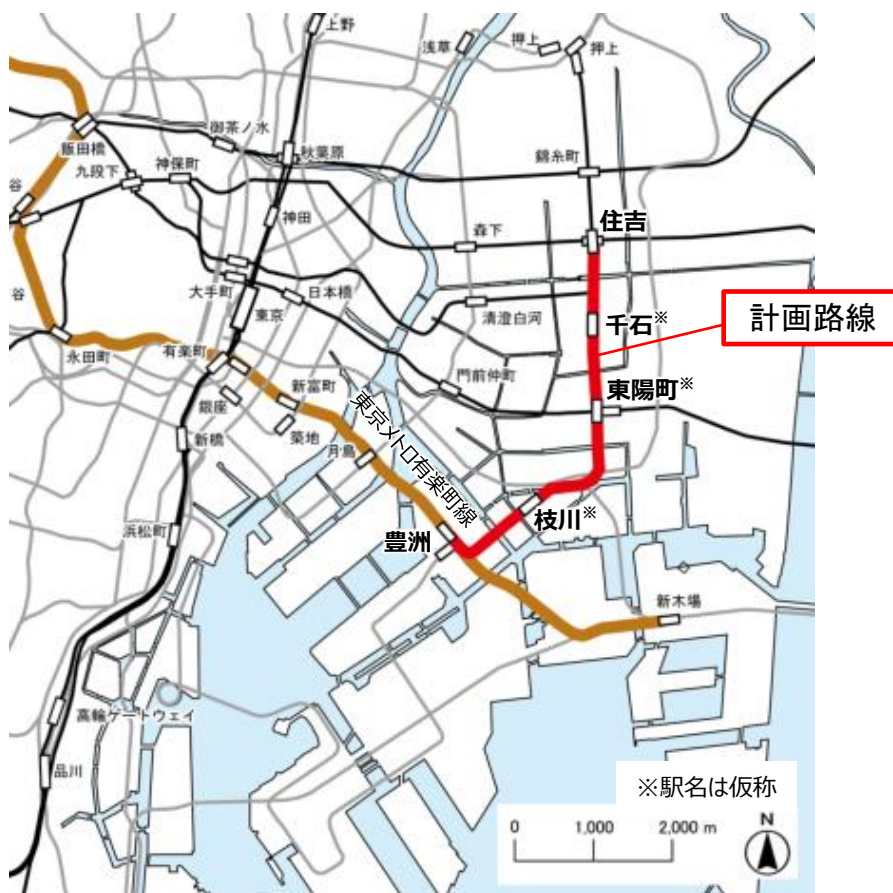 上野
浅草
押上
押上
御茶ノ水
飯田橋
秋葉原
錦糸町
九段下
神保町
谷
神田
森下
住吉
大手町
日本橋
清澄白河
千石※
計画路線
谷
東京
永田町
有楽町
門前仲町
東陽町※
新富町
銀座
築地
新橋
月島
東京メトロ有楽町線
枝川※
浜松町
豊洲
新木場
高輪ゲートウェイ
品川
※駅名は仮称
0 1,000 2,000 m
N